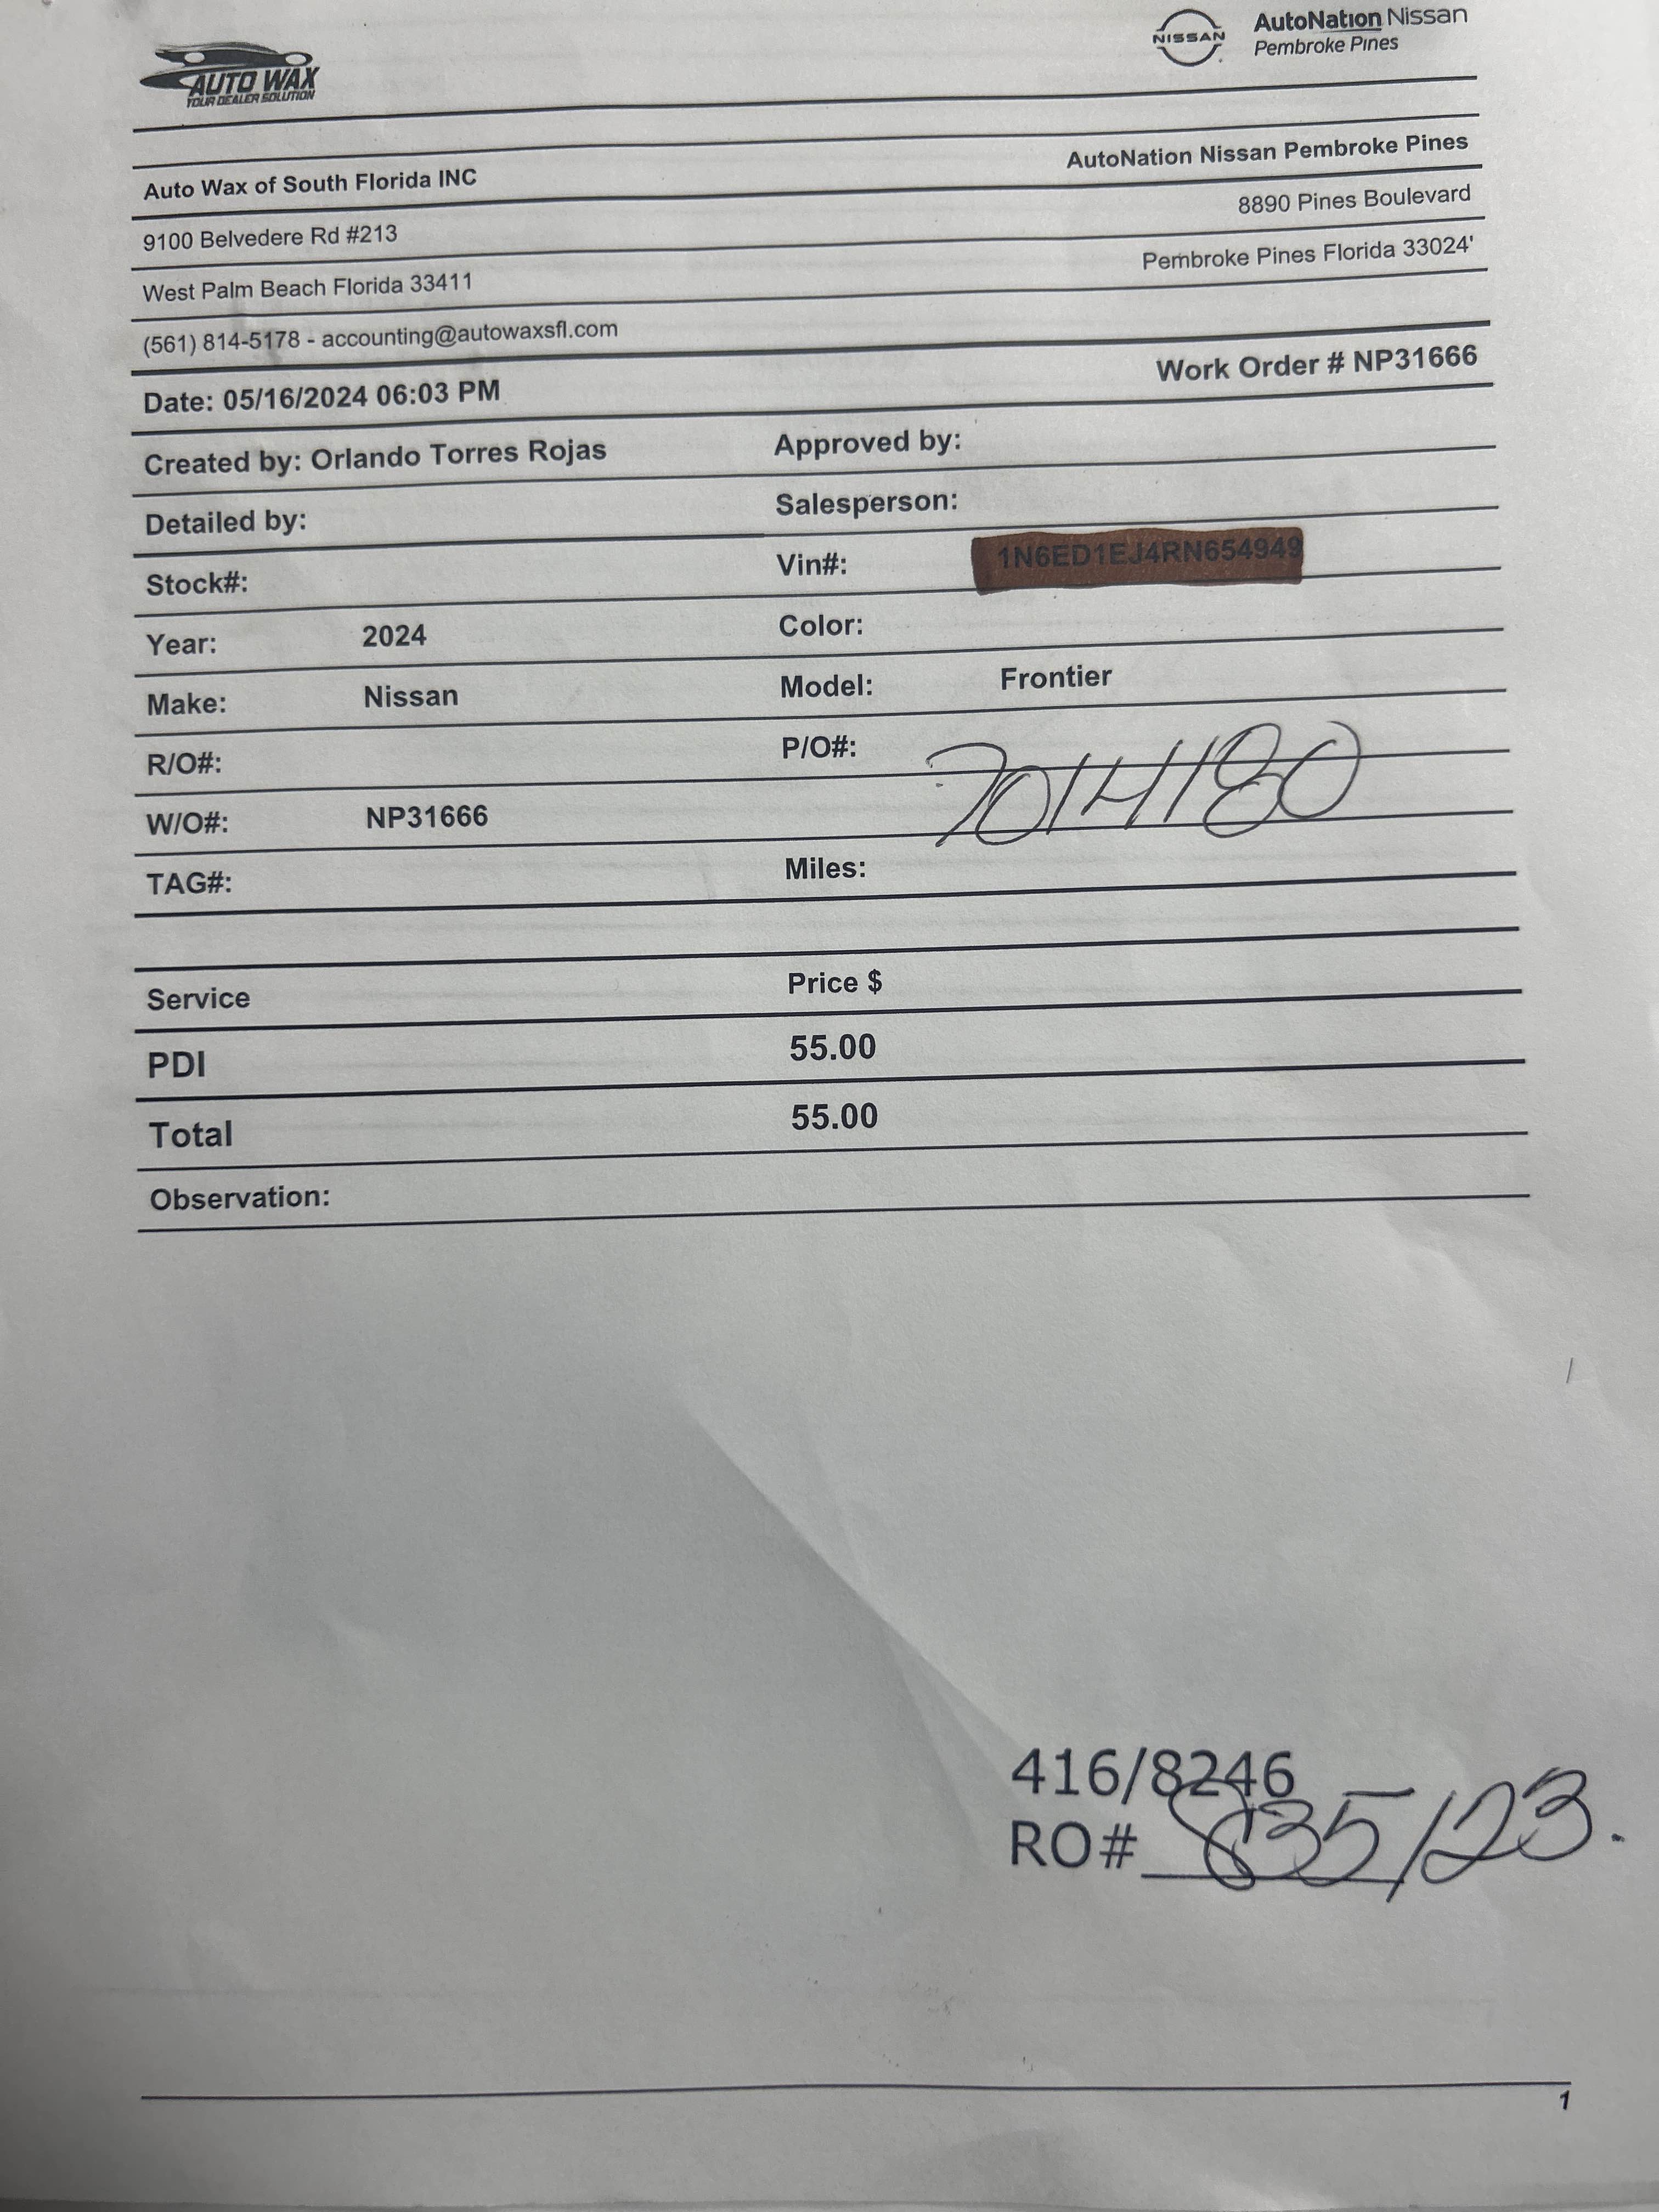 AUTO WAX
YOUR DEALER SOLUTION
NISSAN
AutoNation Nissan
Pembroke Pines
Auto Wax of South Florida INC
AutoNation Nissan Pembroke Pines
9100 Belvedere Rd #213
8890 Pines Boulevard
West Palm Beach Florida 33411
Pembroke Pines Florida 33024'
(561) 814-5178 - accounting@autowaxsfl.com
Date: 05/16/2024 06:03 PM
Work Order # NP31666
Created by: Orlando Torres Rojas
Approved by:
Detailed by:
Salesperson:
Stock#:
Vin#: 1N6ED1EJ4RN654949
Year: 2024
Color:
Make: Nissan
Model: Frontier
R/O#:
P/O#: 7014180
W/O#: NP31666
TAG#:
Miles:
Service Price $
PDI 55.00
Total 55.00
Observation:
416/8246
RO# 835123.
1